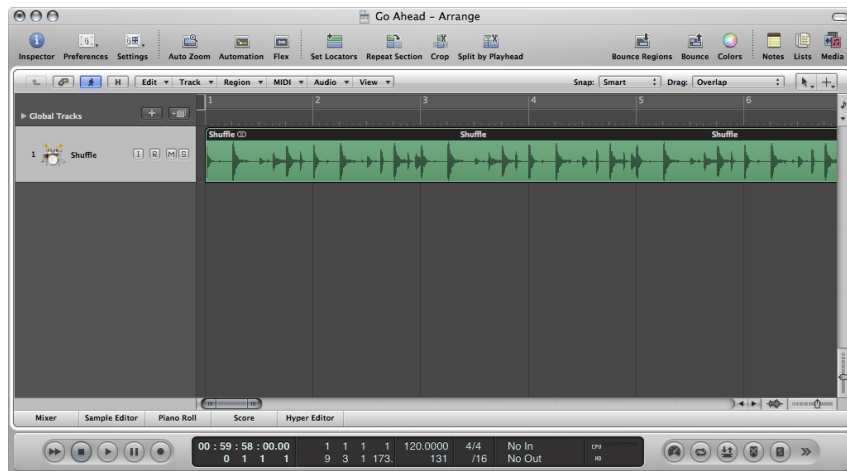 Go Ahead – Arrange
Inspector Preferences Settings Auto Zoom Automation Flex Set Locators Repeat Section Crop Split by Playhead Bounce Regions Bounce Colors Notes Lists Media
H Edit Track Region MIDI Audio View Snap: Smart Drag: Overlap
1 2 3 4 5 6
Global Tracks
Shuffle Shuffle Shuffle
1 Shuffle I R M S
Mixer Sample Editor Piano Roll Score Hyper Editor
00 : 59 : 58 : 00.00 1 1 1 1 120.0000 4/4 No In CPU
0 1 1 1 9 3 1 173. 131 /16 No Out HD